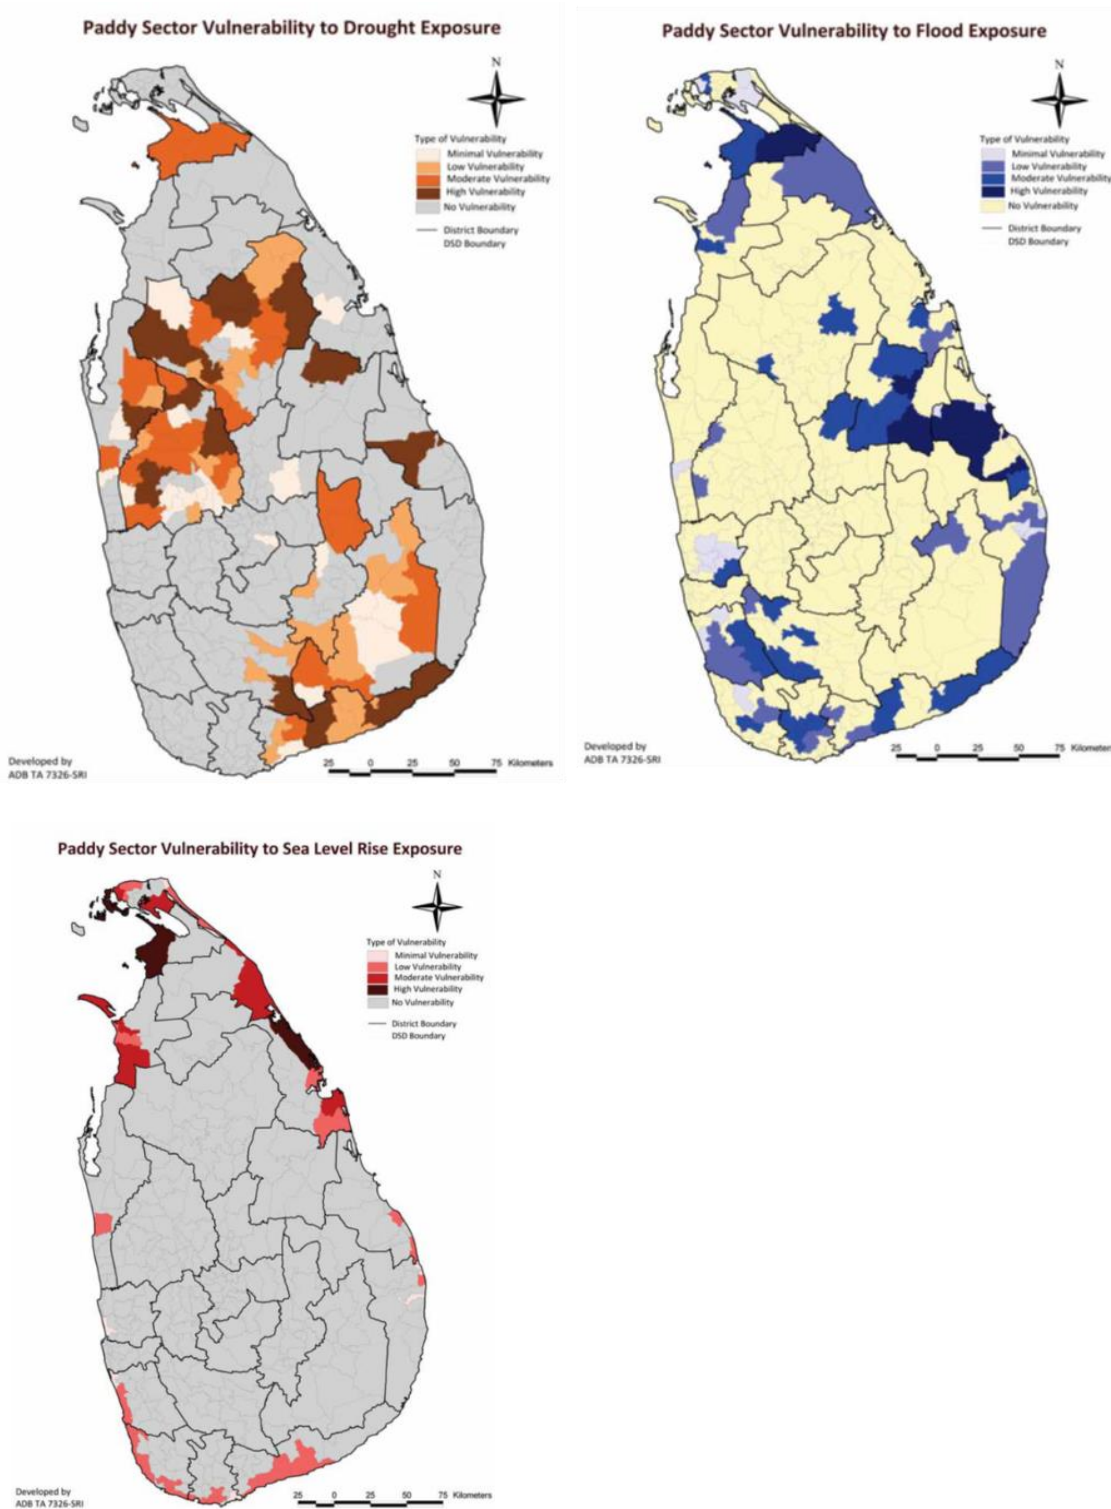 Paddy Sector Vulnerability to Drought Exposure
N
Type of Vulnerability
Minimal Vulnerability
Low Vulnerability
Moderate Vulnerability
High Vulnerability
No Vulnerability
District Boundary
DSD Boundary
Developed by
ADB TA 7326-SRI
25 0 25 50 75 Kilometers
Paddy Sector Vulnerability to Flood Exposure
N
Type of Vulnerability
Minimal Vulnerability
Low Vulnerability
Moderate Vulnerability
High Vulnerability
No Vulnerability
District Boundary
DSD Boundary
Developed by
ADB TA 7326-SRI
25 0 25 50 75 Kilometers
Paddy Sector Vulnerability to Sea Level Rise Exposure
N
Type of Vulnerability
Minimal Vulnerability
Low Vulnerability
Moderate Vulnerability
High Vulnerability
No Vulnerability
District Boundary
DSD Boundary
Developed by
ADB TA 7326-SRI
25 0 25 50 75 Kilometers